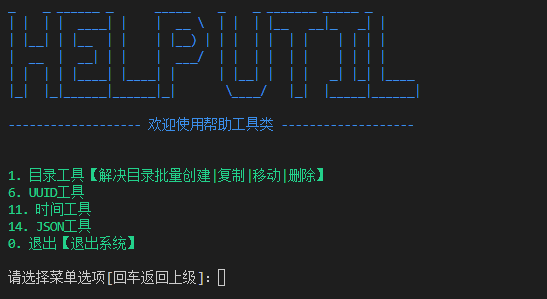 HELP UTIL
------------------- 欢迎使用帮助工具类 -------------------
1. 目录工具【解决目录批量创建|复制|移动|删除】
6. UUID工具
11. 时间工具
14. JSON工具
0. 退出【退出系统】
请选择菜单选项[回车返回上级]: